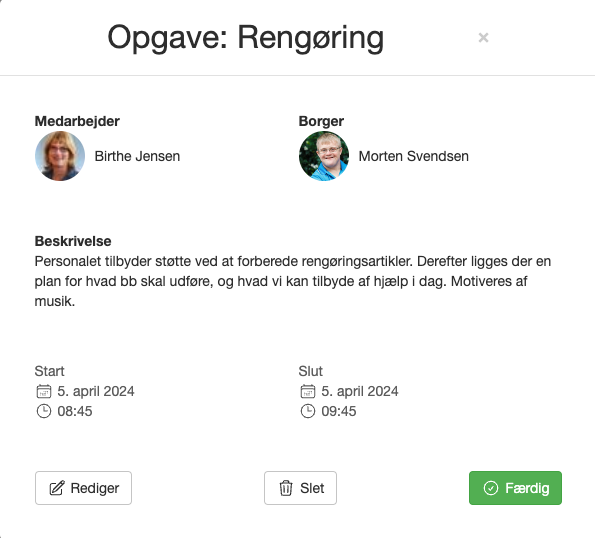 Opgave: Rengøring
×
Medarbejder
Borger
Birthe Jensen
Morten Svendsen
Beskrivelse
Personalet tilbyder støtte ved at forberede rengøringsartikler. Derefter ligges der en
plan for hvad bb skal udføre, og hvad vi kan tilbyde af hjælp i dag. Motiveres af
musik.
Start
Slut
5. april 2024
5. april 2024
08:45
09:45
Rediger
Slet
Færdig